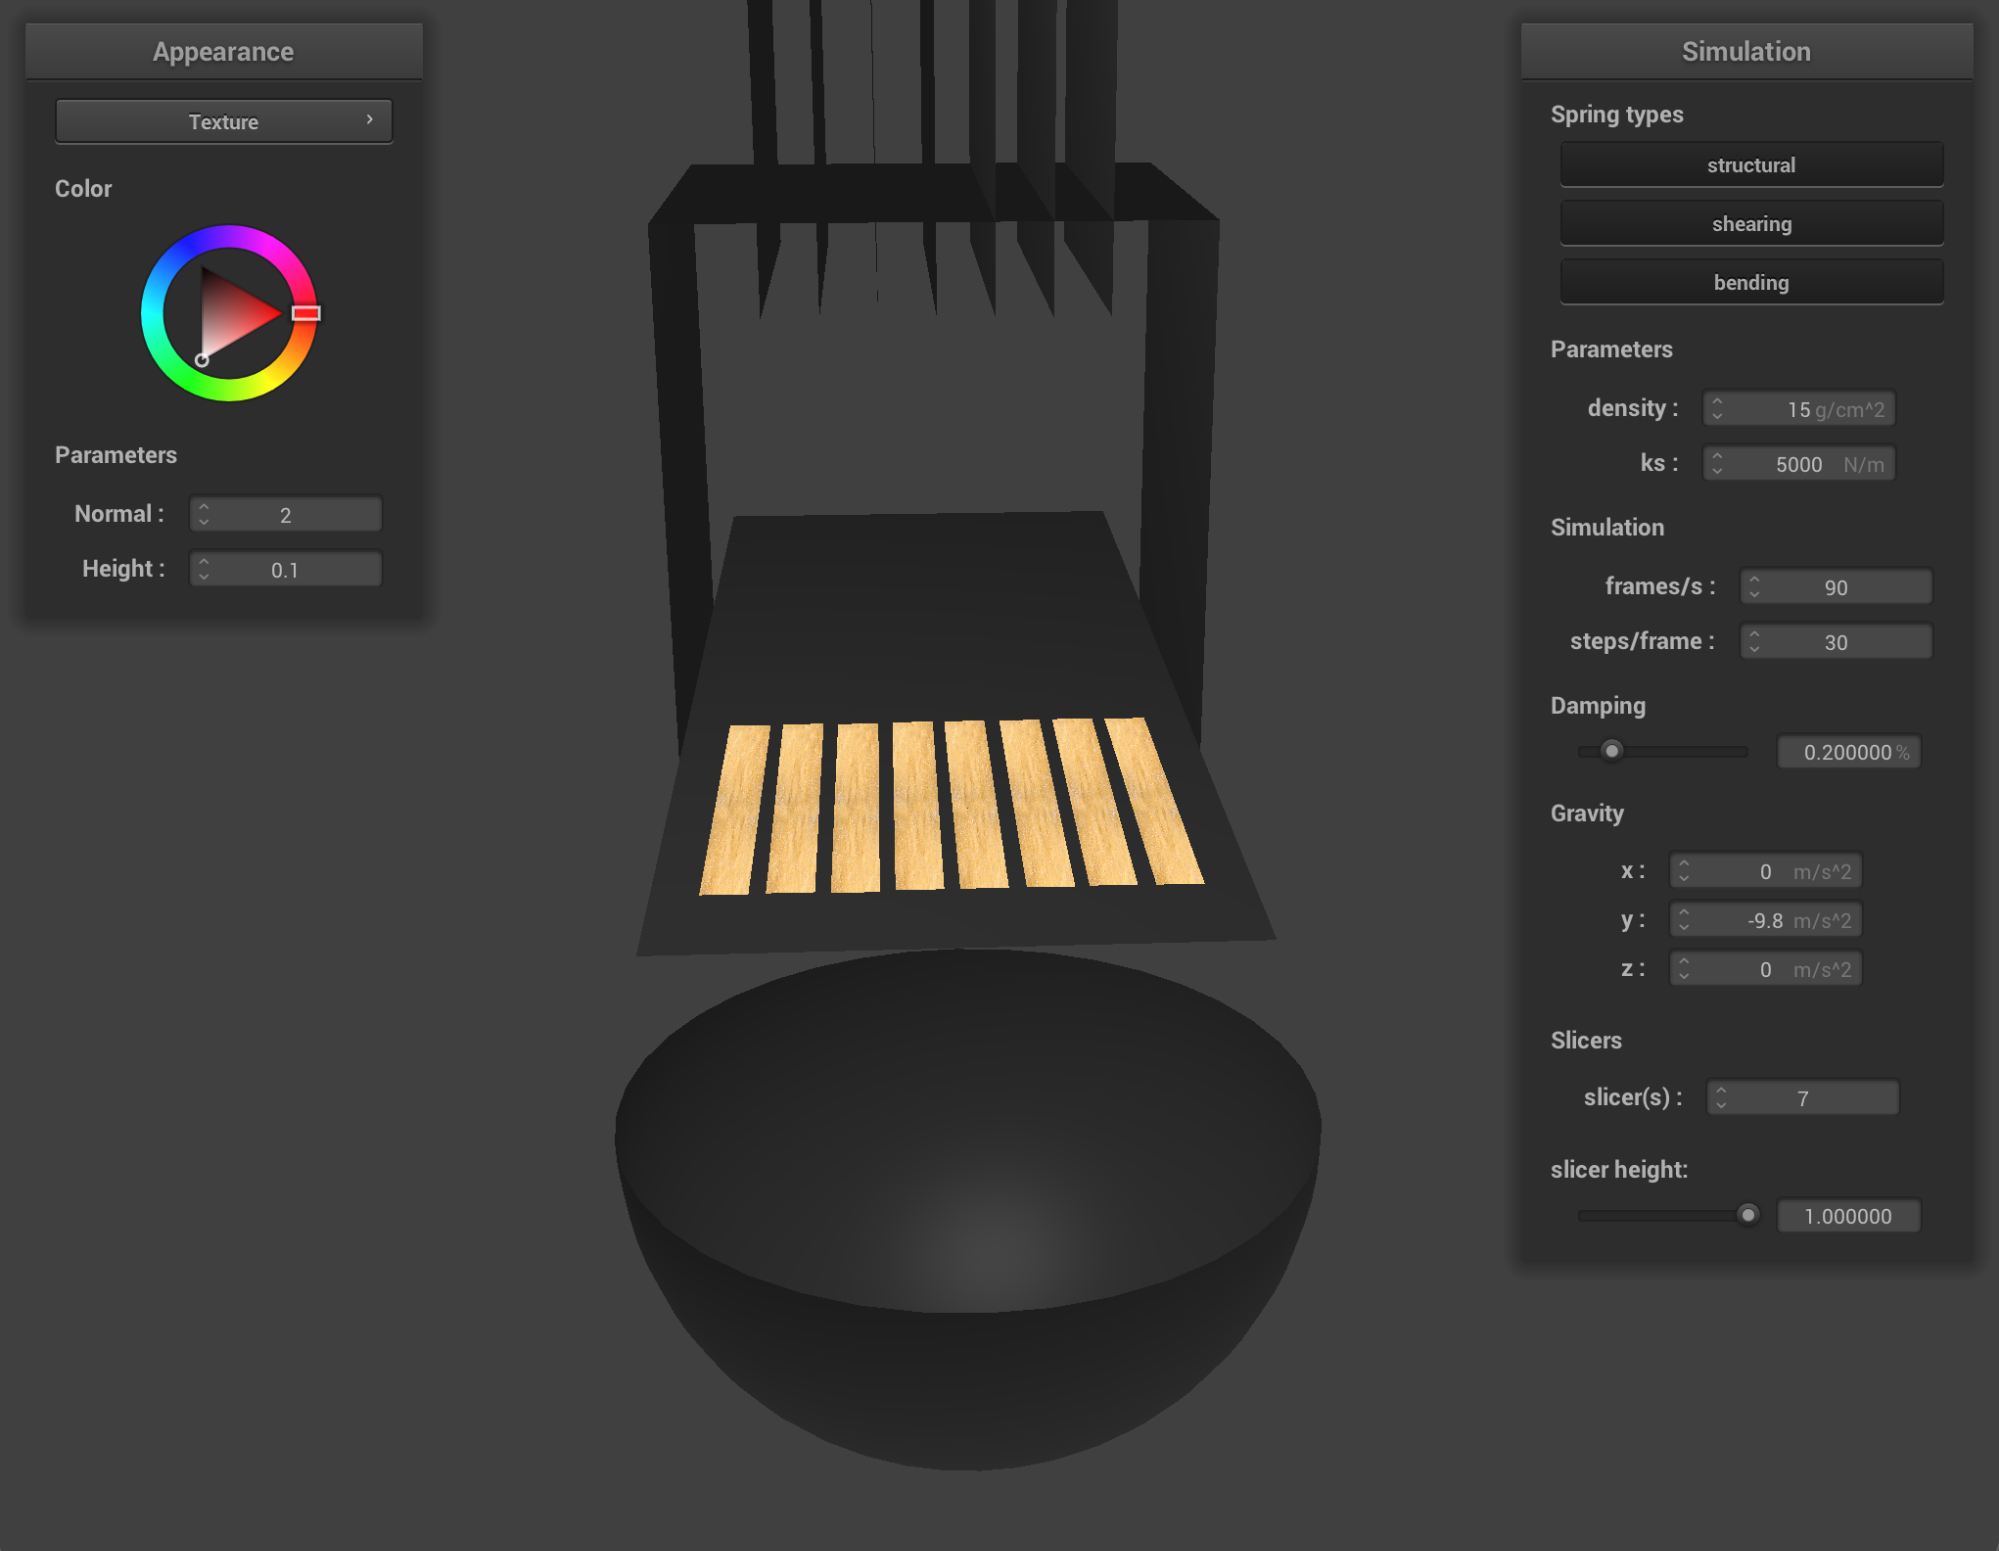 Appearance
Texture
Color
Parameters
Normal : 2
Height : 0.1
Simulation
Spring types
structural
shearing
bending
Parameters
density : 15 g/cm^2
ks : 5000 N/m
Simulation
frames/s : 90
steps/frame : 30
Damping
0.200000 %
Gravity
x : 0 m/s^2
y : -9.8 m/s^2
z : 0 m/s^2
Slicers
slicer(s) : 7
slicer height:
1.000000